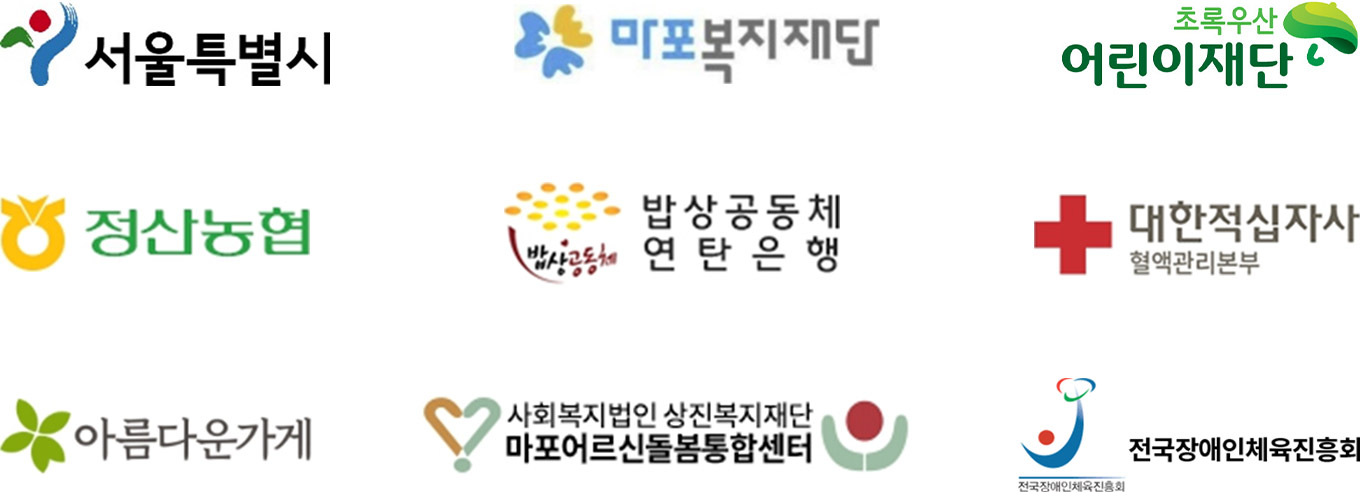 서울특별시
마포복지재단
초록우산
어린이재단
정산농협
밥상공동체
밥상공동체
연탄은행
대한적십자사
혈액관리본부
아름다운가게
사회복지법인 상진복지재단
마포어르신돌봄통합센터
전국장애인체육진흥회
전국장애인체육진흥회